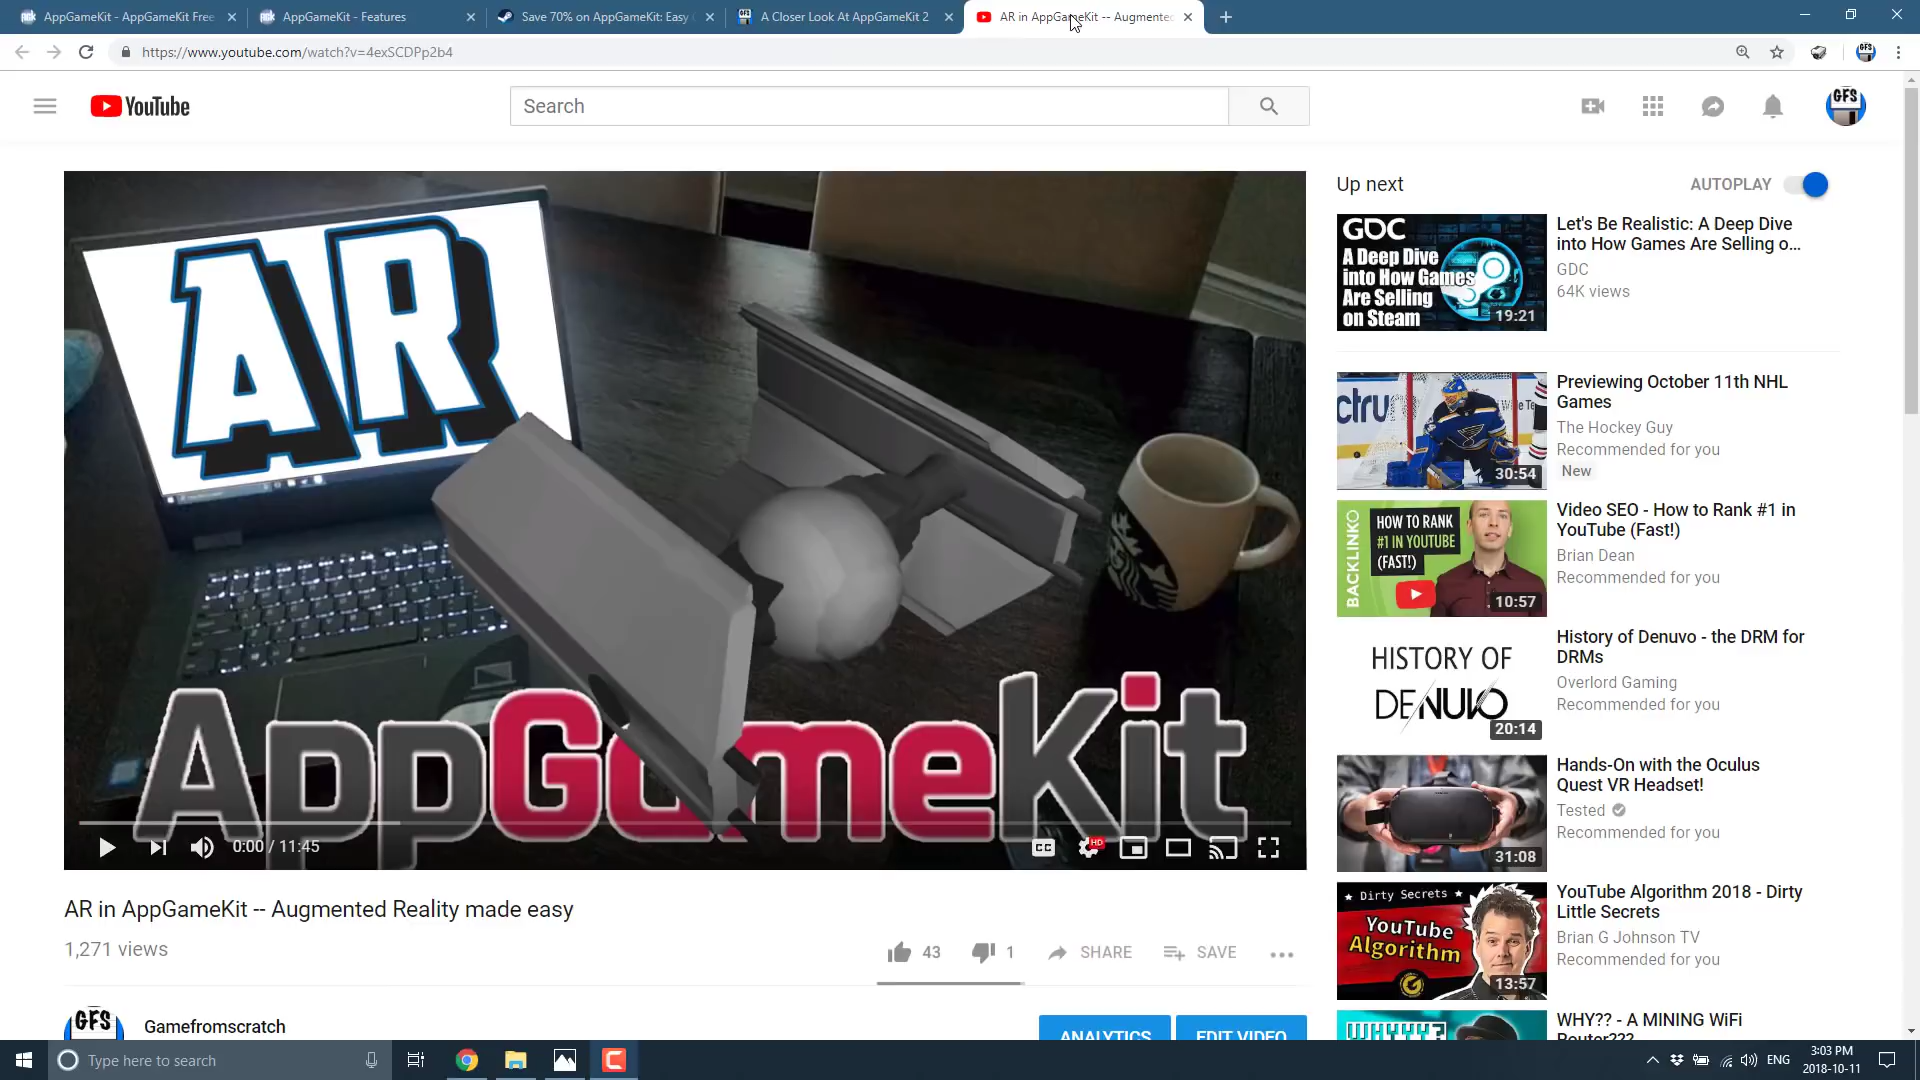 AppGameKit - AppGameKit Free
AppGameKit - Features
Save 70% on AppGameKit: Easy
A Closer Look At AppGameKit 2
AR in AppGameKit -- Augmented
https://www.youtube.com/watch?v=4exSCDPp2b4
GFS
YouTube
Search
GFS
AR
AppGameKit
0:00 / 11:45
CC
HD
AR in AppGameKit -- Augmented Reality made easy
1,271 views
43
1
SHARE
SAVE
GFS
Gamefromscratch
ANALYTICS
EDIT VIDEO
Up next
AUTOPLAY
GDC
A Deep Dive
into How Games
Are Selling
on Steam
19:21
Let's Be Realistic: A Deep Dive
into How Games Are Selling o...
GDC
64K views
ctru
30:54
Previewing October 11th NHL
Games
The Hockey Guy
Recommended for you
New
BACKLINKO
HOW TO RANK
#1 IN YOUTUBE
(FAST!)
10:57
Video SEO - How to Rank #1 in
YouTube (Fast!)
Brian Dean
Recommended for you
HISTORY OF
DENUVO
20:14
History of Denuvo - the DRM for
DRMs
Overlord Gaming
Recommended for you
31:08
Hands-On with the Oculus
Quest VR Headset!
Tested
Recommended for you
★ Dirty Secrets ★
YouTube
Algorithm
13:57
YouTube Algorithm 2018 - Dirty
Little Secrets
Brian G Johnson TV
Recommended for you
WHYYY?
WHY?? - A MINING WiFi
Router???
Type here to search
ENG
3:03 PM
2018-10-11